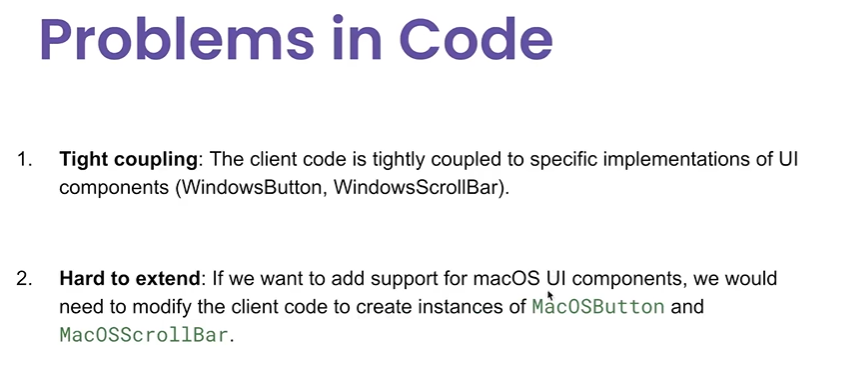 Problems in Code
1. Tight coupling: The client code is tightly coupled to specific implementations of UI
components (WindowsButton, WindowsScrollBar).
2. Hard to extend: If we want to add support for macOS UI components, we would
need to modify the client code to create instances of MacOSButton and
MacOSScrollBar.